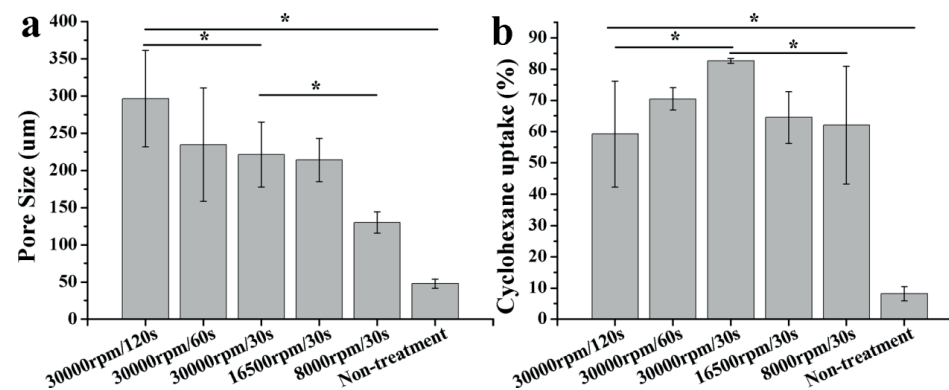 a
Pore Size (um)
400
350
300
250
200
150
100
50
0
*
*
*
30000rpm/120s
30000rpm/60s
30000rpm/30s
16500rpm/30s
8000rpm/30s
Non-treatment
b
Cyclohexane uptake (%)
90
80
70
60
50
40
30
20
10
0
*
*
*
30000rpm/120s
30000rpm/60s
30000rpm/30s
16500rpm/30s
8000rpm/30s
Non-treatment